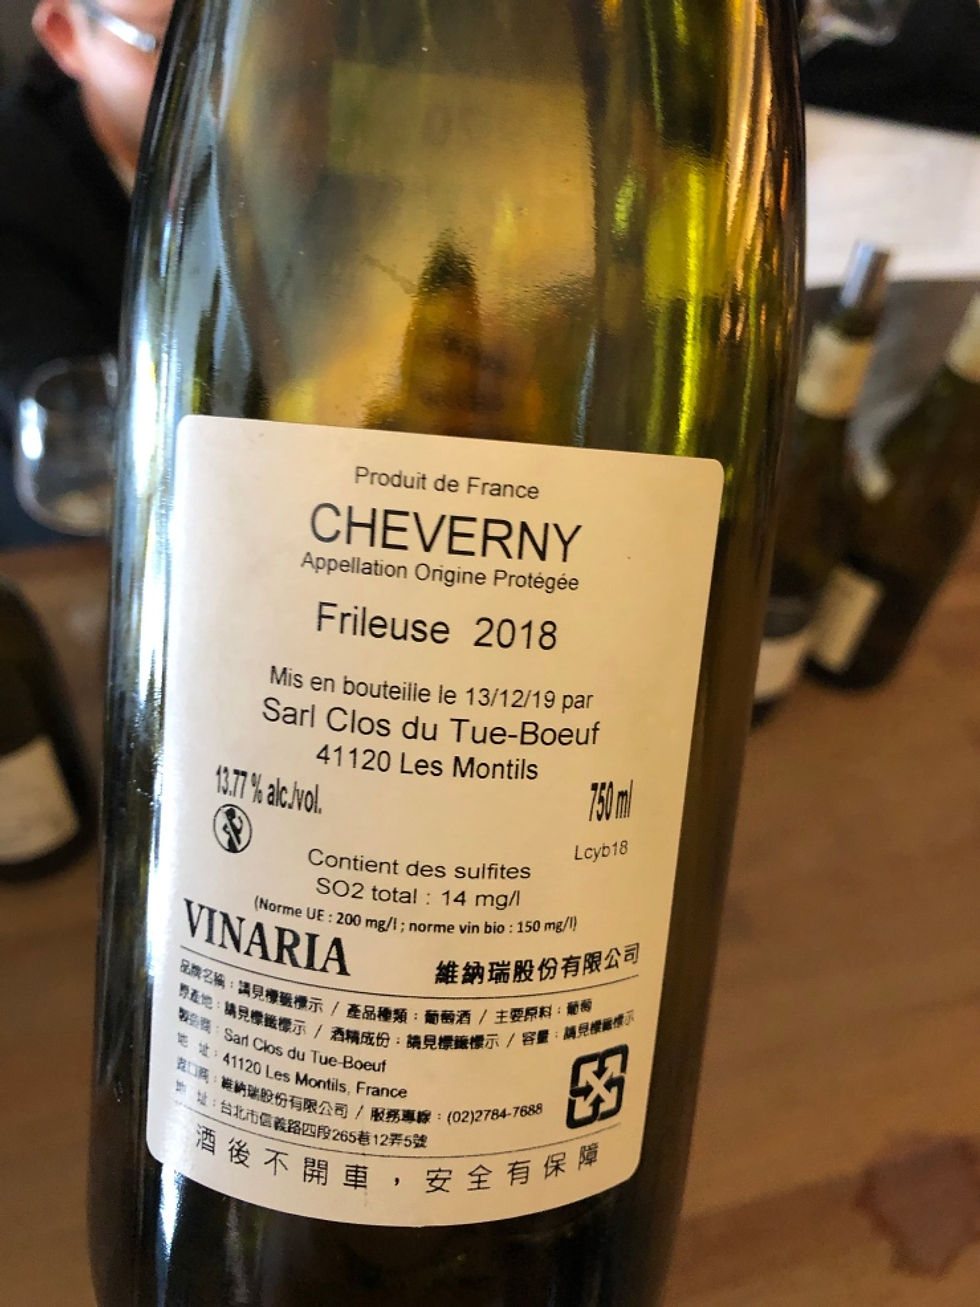 Produit de France
CHEVERNY
Appellation Origine Protégée
Frileuse 2018
Mis en bouteille le 13/12/19 par
Sarl Clos du Tue-Boeuf
41120 Les Montils
13.77 % alc./vol.
750 ml
Lcyb18
Contient des sulfites
SO2 total : 14 mg/l
(Norme UE : 200 mg/l ; norme vin bio : 150 mg/l)
VINARIA
維納瑞股份有限公司
品牌名稱：請見標籤標示 / 產品種類：葡萄酒 / 主要原料：葡萄
原產地：請見標籤標示 / 酒精成份：請見標籤標示 / 容量：請見標籤標示
製造商：Sarl Clos du Tue-Boeuf
地 址：41120 Les Montils, France
進口商：維納瑞股份有限公司 / 服務專線：(02)2784-7688
地 址：台北市信義路四段265巷12弄5號
酒後不開車，安全有保障